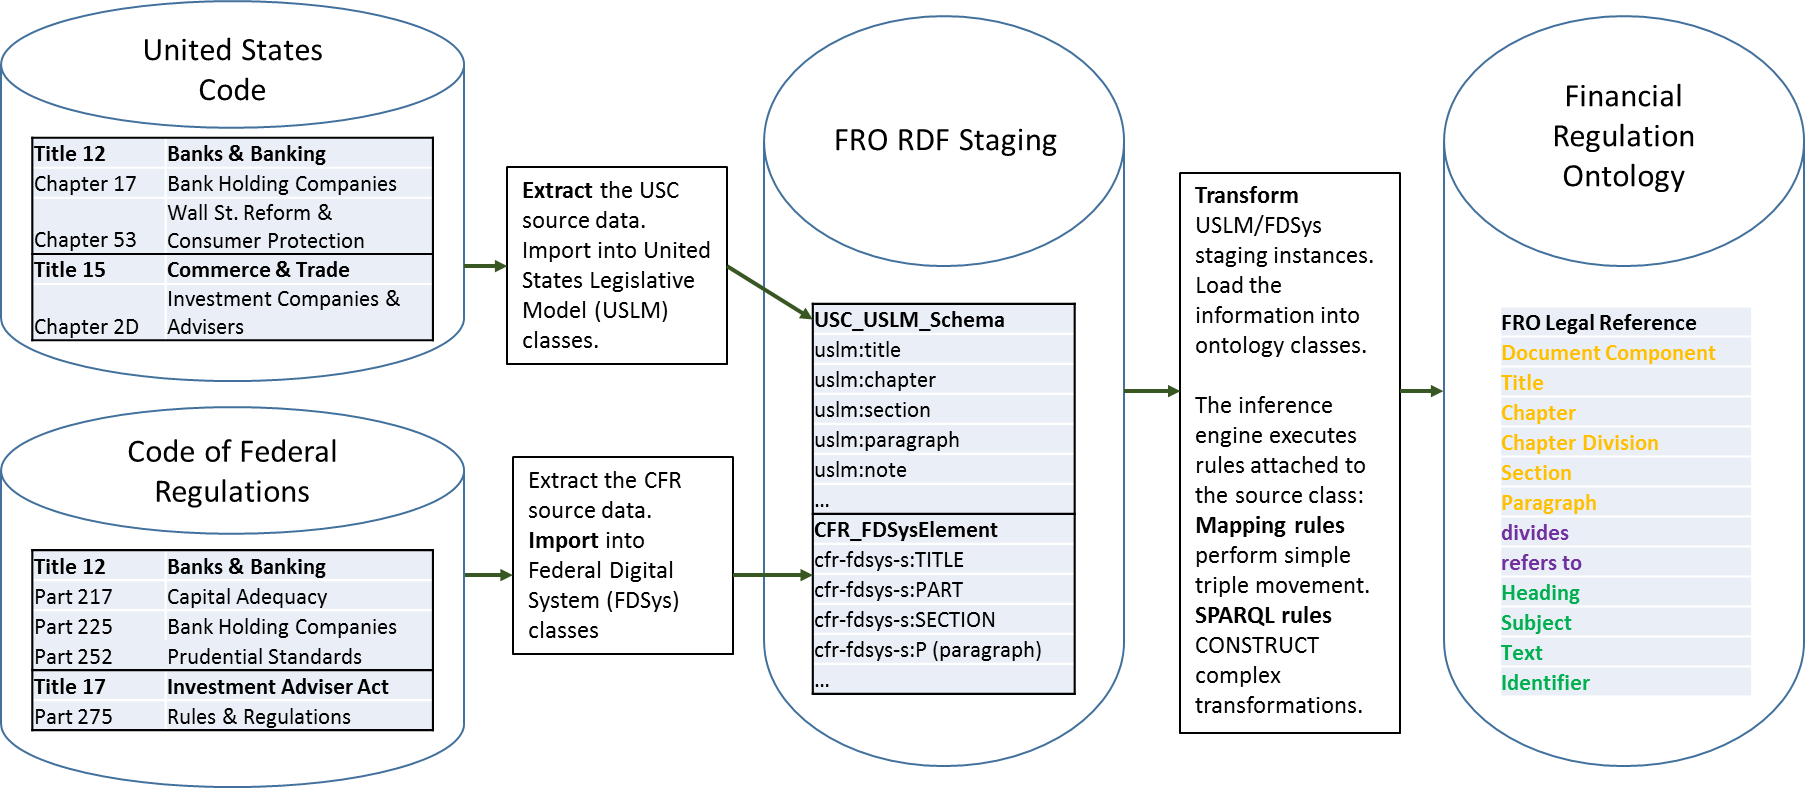 United States
Code
Title 12 Banks & Banking
Chapter 17 Bank Holding Companies
Wall St. Reform &
Chapter 53 Consumer Protection
Title 15 Commerce & Trade
Investment Companies &
Chapter 2D Advisers
Extract the USC
source data.
Import into United
States Legislative
Model (USLM)
classes.
Code of Federal
Regulations
Title 12 Banks & Banking
Part 217 Capital Adequacy
Part 225 Bank Holding Companies
Part 252 Prudential Standards
Title 17 Investment Adviser Act
Part 275 Rules & Regulations
Extract the CFR
source data.
Import into
Federal Digital
System (FDSys)
classes
FRO RDF Staging
USC_USLM_Schema
uslm:title
uslm:chapter
uslm:section
uslm:paragraph
uslm:note
...
CFR_FDSysElement
cfr-fdsys-s:TITLE
cfr-fdsys-s:PART
cfr-fdsys-s:SECTION
cfr-fdsys-s:P (paragraph)
...
Transform
USLM/FDSys
staging instances.
Load the
information into
ontology classes.
The inference
engine executes
rules attached to
the source class:
Mapping rules
perform simple
triple movement.
SPARQL rules
CONSTRUCT
complex
transformations.
Financial
Regulation
Ontology
FRO Legal Reference
Document Component
Title
Chapter
Chapter Division
Section
Paragraph
divides
refers to
Heading
Subject
Text
Identifier